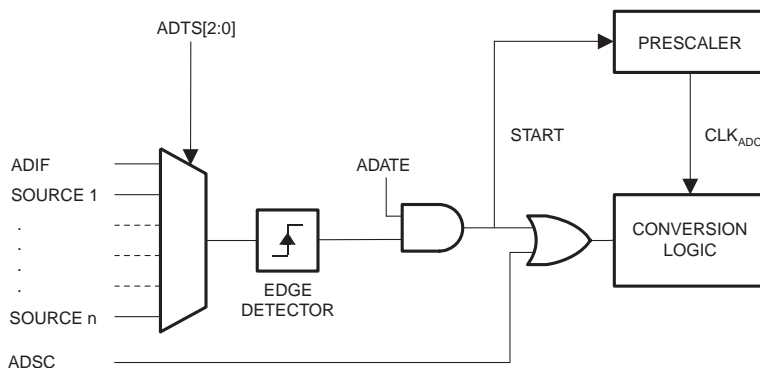 ADTS[2:0]
PRESCALER
START
CLKADC
ADIF
ADATE
SOURCE 1
.
.
.
.
CONVERSION
LOGIC
EDGE
DETECTOR
SOURCE n
ADSC